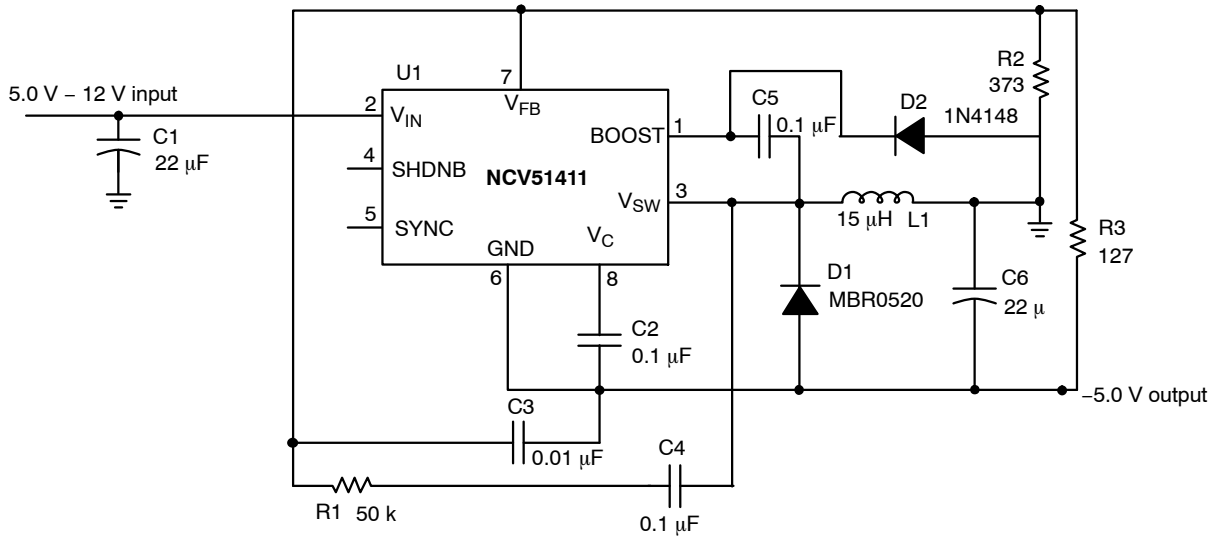 5.0 V – 12 V input
C1
22 μF
U1
2
VIN
7
VFB
4
SHDNB
5
SYNC
NCV51411
BOOST
1
VSW
3
GND
6
VC
8
C5
0.1 μF
D2
1N4148
R2
373
15 μH L1
R3
127
D1
MBR0520
C6
22 μ
C2
0.1 μF
–5.0 V output
C3
0.01 μF
C4
0.1 μF
R1 50 k